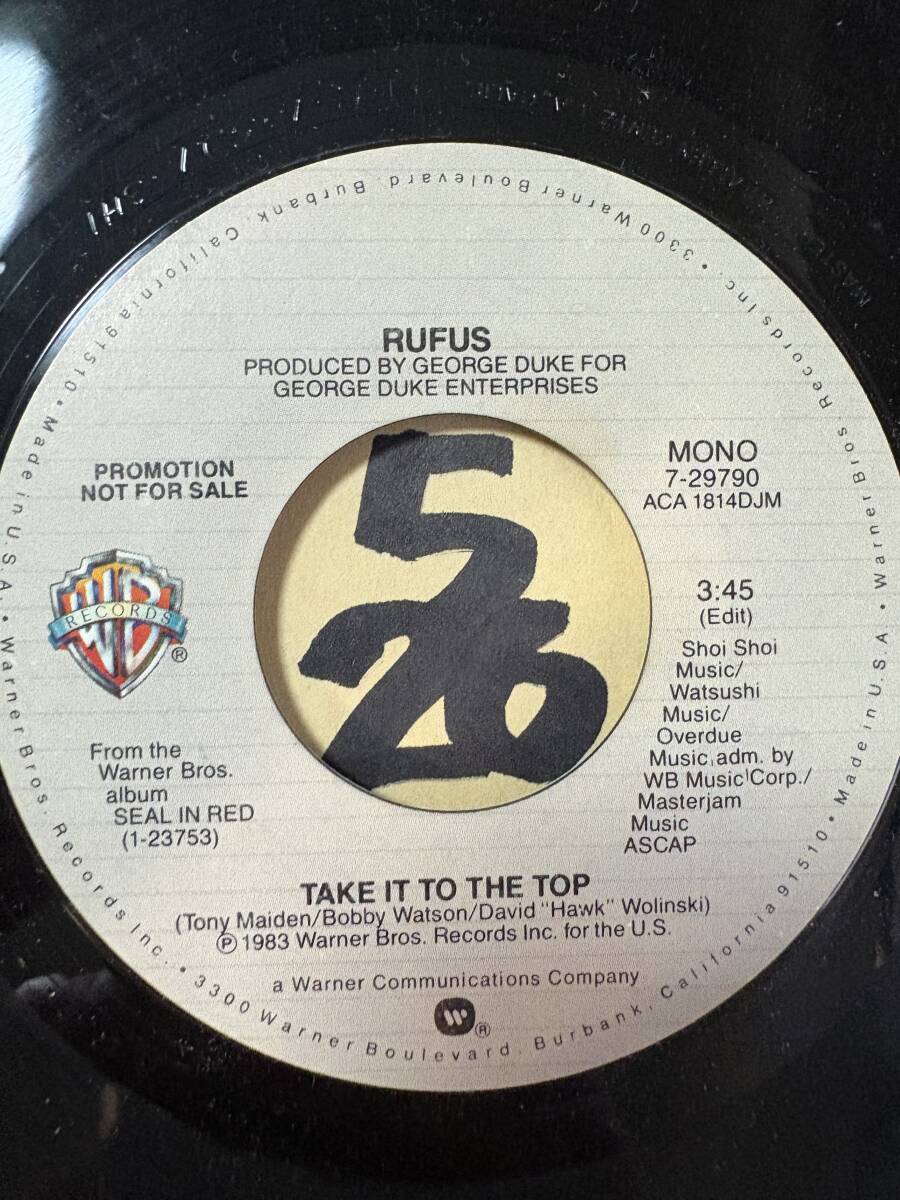 RUFUS
PRODUCED BY GEORGE DUKE FOR
GEORGE DUKE ENTERPRISES
PROMOTION
NOT FOR SALE
MONO
7-29790
ACA 1814DJM
5
26
WB
RECORDS
®
3:45
(Edit)
Shoi Shoi
Music/
Watsushi
Music/
Overdue
Music, adm. by
WB Music Corp./
Masterjam
Music
ASCAP
From the
Warner Bros.
album
SEAL IN RED
(1-23753)
TAKE IT TO THE TOP
(Tony Maiden/Bobby Watson/David "Hawk" Wolinski)
Ⓟ 1983 Warner Bros. Records Inc. for the U.S.
a Warner Communications Company
®
Made in U.S.A. • Warner Bros. Records Inc. • 3300 Warner Boulevard, Burbank, California 91510 • Made in U.S.A. • Warner Bros. Records Inc. • 3300 Warner Boulevard, Burbank, California 91510 •